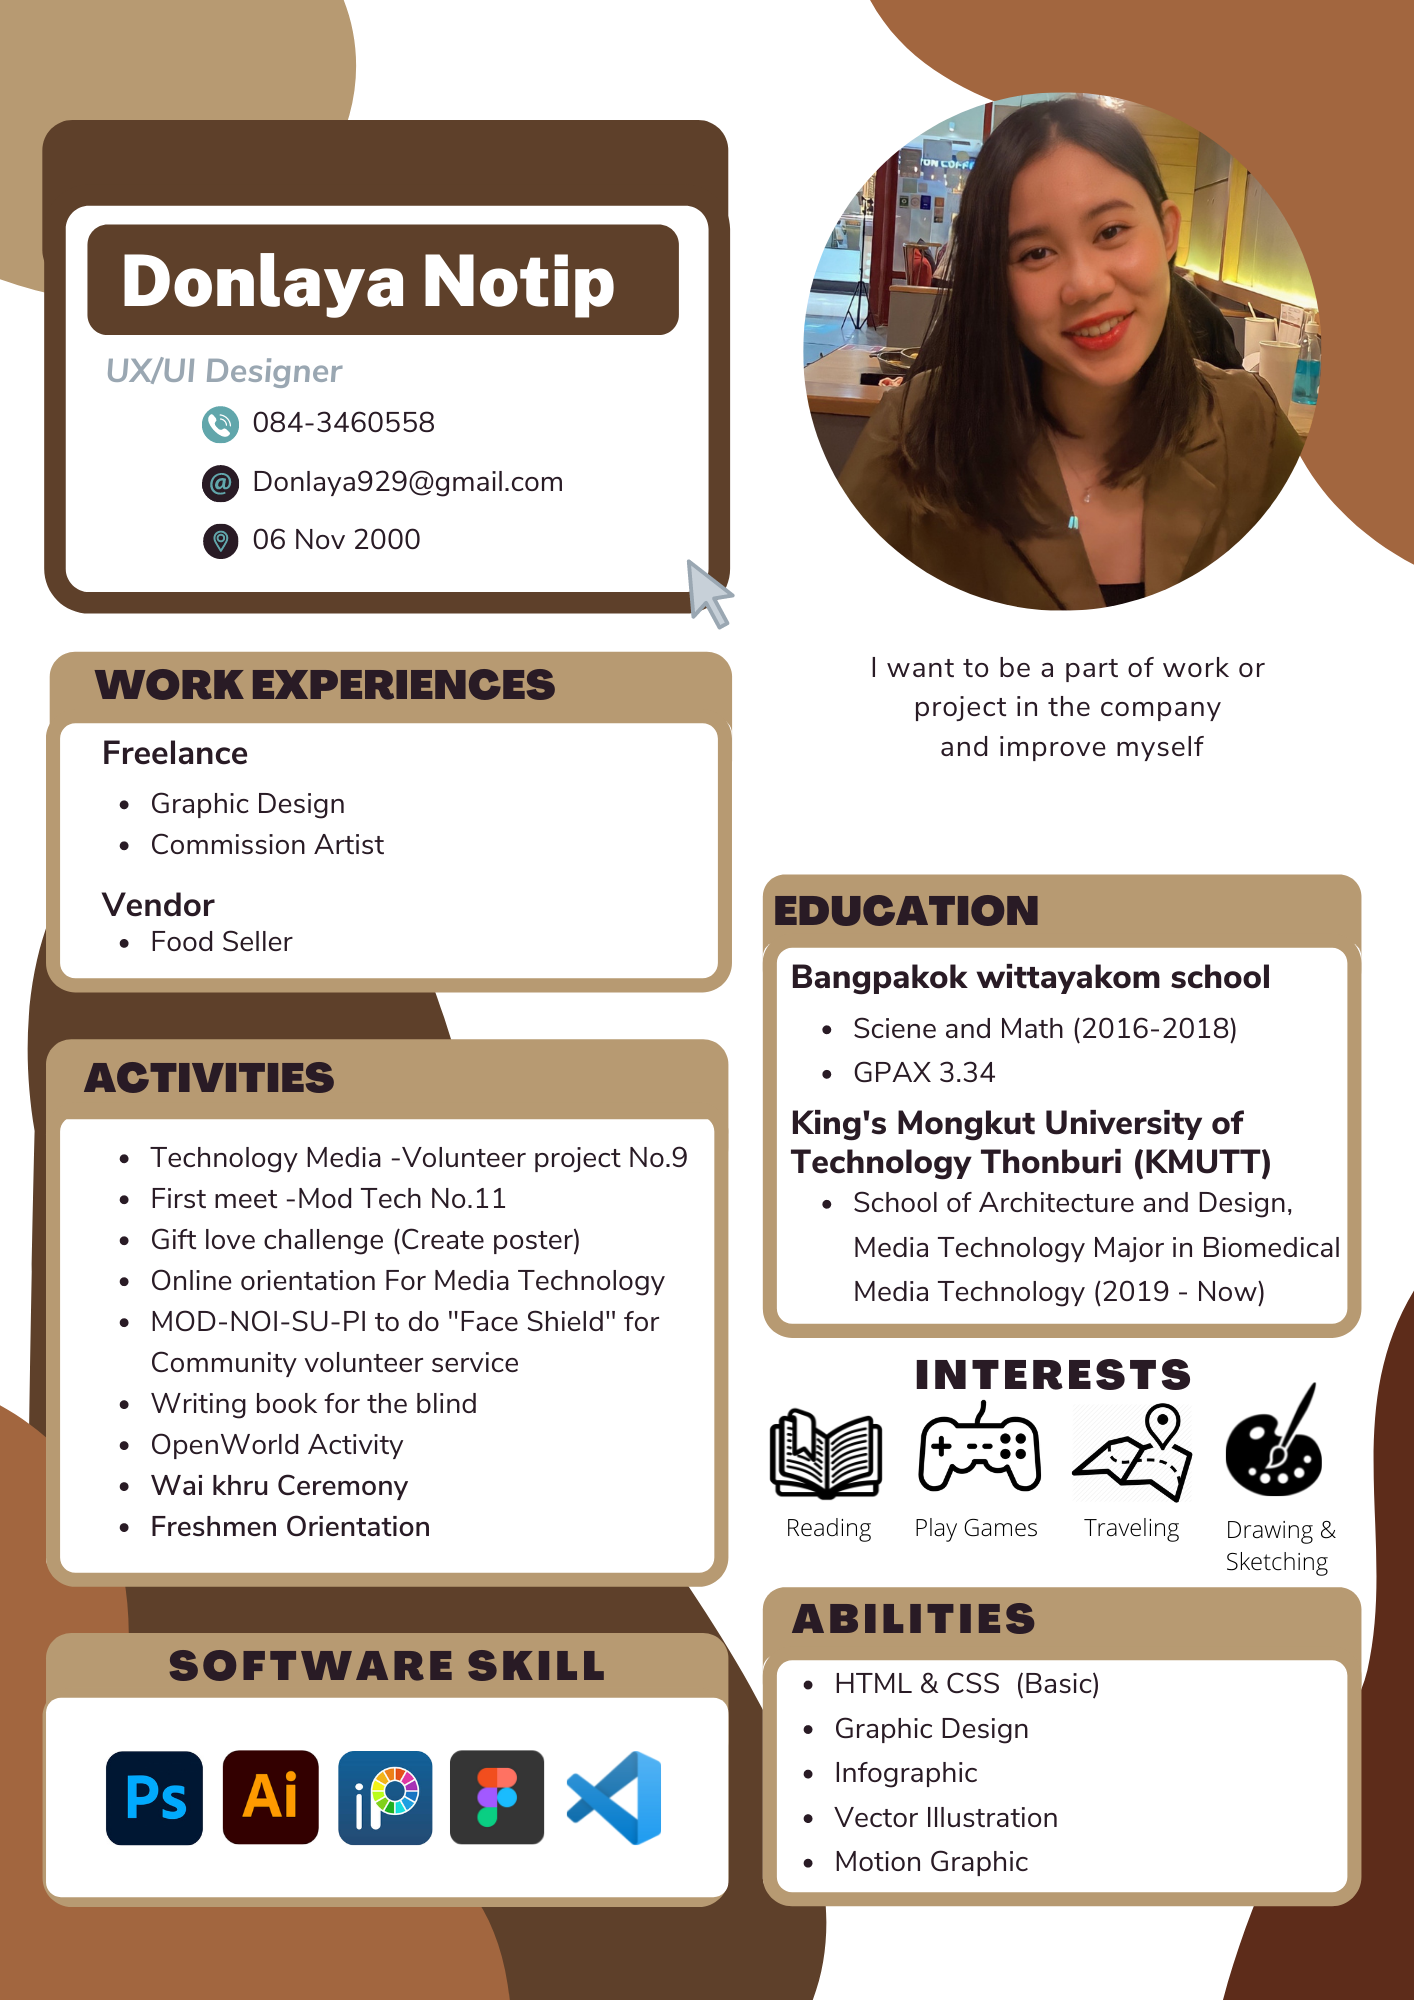 Donlaya Notip
UX/UI Designer
084-3460558
Donlaya929@gmail.com
06 Nov 2000
I want to be a part of work or
project in the company
and improve myself
WORK EXPERIENCES
Freelance
• Graphic Design
• Commission Artist
Vendor
• Food Seller
ACTIVITIES
• Technology Media -Volunteer project No.9
• First meet -Mod Tech No.11
• Gift love challenge (Create poster)
• Online orientation For Media Technology
• MOD-NOI-SU-PI to do "Face Shield" for
Community volunteer service
• Writing book for the blind
• OpenWorld Activity
• Wai khru Ceremony
• Freshmen Orientation
SOFTWARE SKILL
Ps Ai iP
EDUCATION
Bangpakok wittayakom school
• Sciene and Math (2016-2018)
• GPAX 3.34
King's Mongkut University of
Technology Thonburi (KMUTT)
• School of Architecture and Design,
Media Technology Major in Biomedical
Media Technology (2019 - Now)
INTERESTS
Reading
Play Games
Traveling
Drawing &
Sketching
ABILITIES
• HTML & CSS (Basic)
• Graphic Design
• Infographic
• Vector Illustration
• Motion Graphic